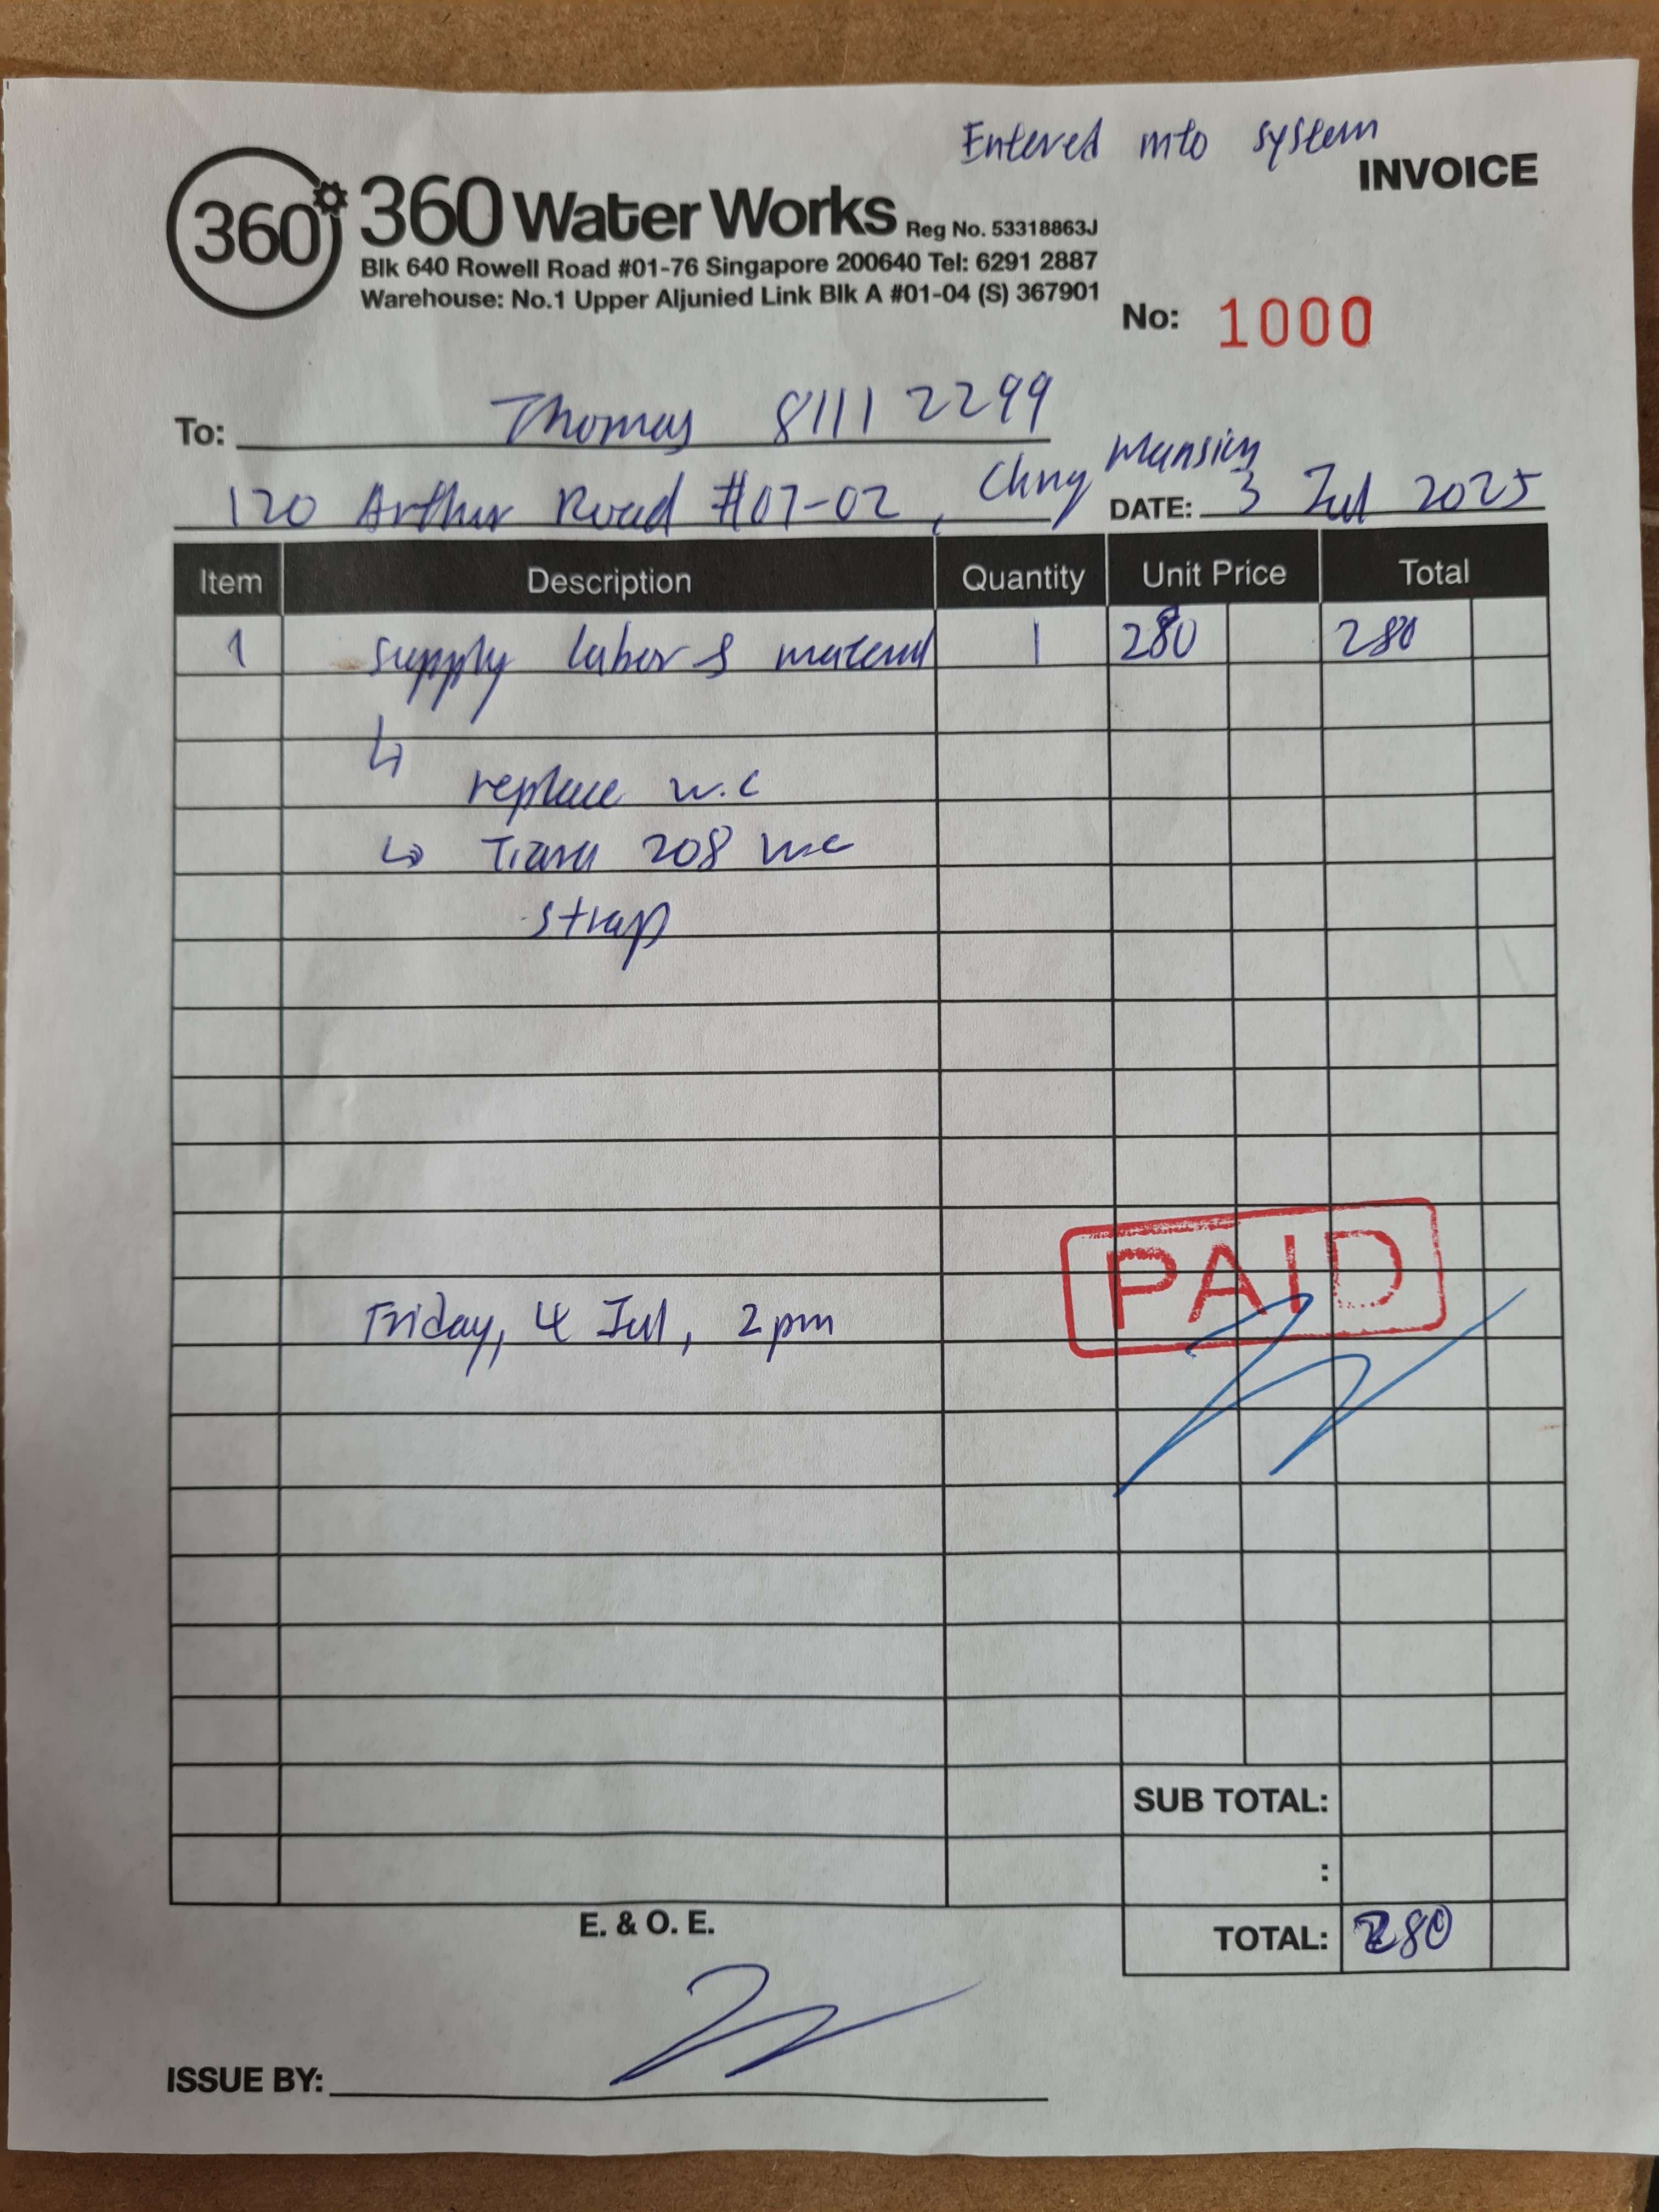 Entered into system
INVOICE
360° 360 Water Works Reg No. 53318863J
Blk 640 Rowell Road #01-76 Singapore 200640 Tel: 6291 2887
Warehouse: No.1 Upper Aljunied Link Blk A #01-04 (S) 367901
No: 1000
To: Thomas 8111 2299
120 Arthur Road #07-02, Mansion
DATE: 3 Jul 2025
Item Description Quantity Unit Price Total
1 supply labor & material 1 280 280
↳ replace w.c
↳ Tiara 208 w.c
strap
PAID
Friday, 4 Jul, 2pm
SUB TOTAL:
:
E. & O. E.
TOTAL: 280
ISSUE BY: